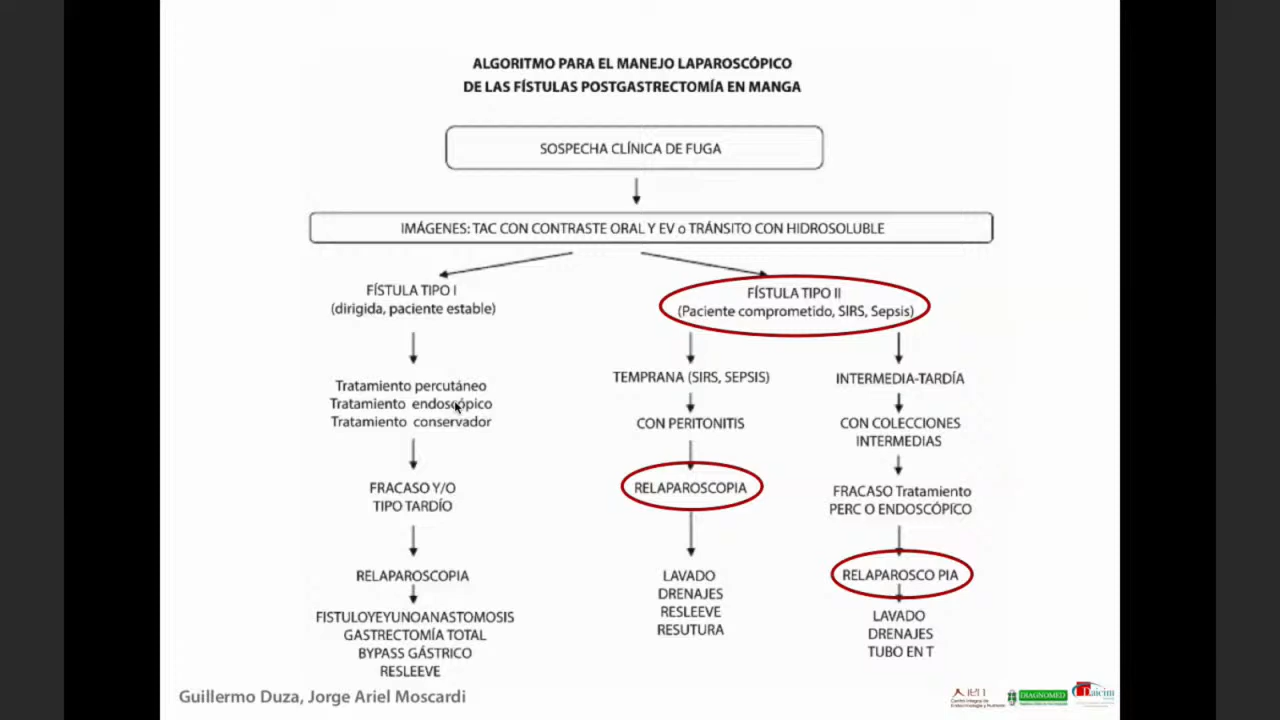 ALGORITMO PARA EL MANEJO LAPAROSCÓPICO
DE LAS FÍSTULAS POSTGASTRECTOMÍA EN MANGA
SOSPECHA CLÍNICA DE FUGA
IMÁGENES: TAC CON CONTRASTE ORAL Y EV o TRÁNSITO CON HIDROSOLUBLE
FÍSTULA TIPO I
(dirigida, paciente estable)
Tratamiento percutáneo
Tratamiento endoscópico
Tratamiento conservador
FRACASO Y/O
TIPO TARDÍO
RELAPAROSCOPIA
FISTULOYEYUNOANASTOMOSIS
GASTRECTOMÍA TOTAL
BYPASS GÁSTRICO
RESLEEVE
FÍSTULA TIPO II
(Paciente comprometido, SIRS, Sepsis)
TEMPRANA (SIRS, SEPSIS)
CON PERITONITIS
RELAPAROSCOPIA
LAVADO
DRENAJES
RESLEEVE
RESUTURA
INTERMEDIA-TARDÍA
CON COLECCIONES
INTERMEDIAS
FRACASO Tratamiento
PERC O ENDOSCÓPICO
RELAPAROSCO PIA
LAVADO
DRENAJES
TUBO EN T
Guillermo Duza, Jorge Ariel Moscardi
DIAGNOMED